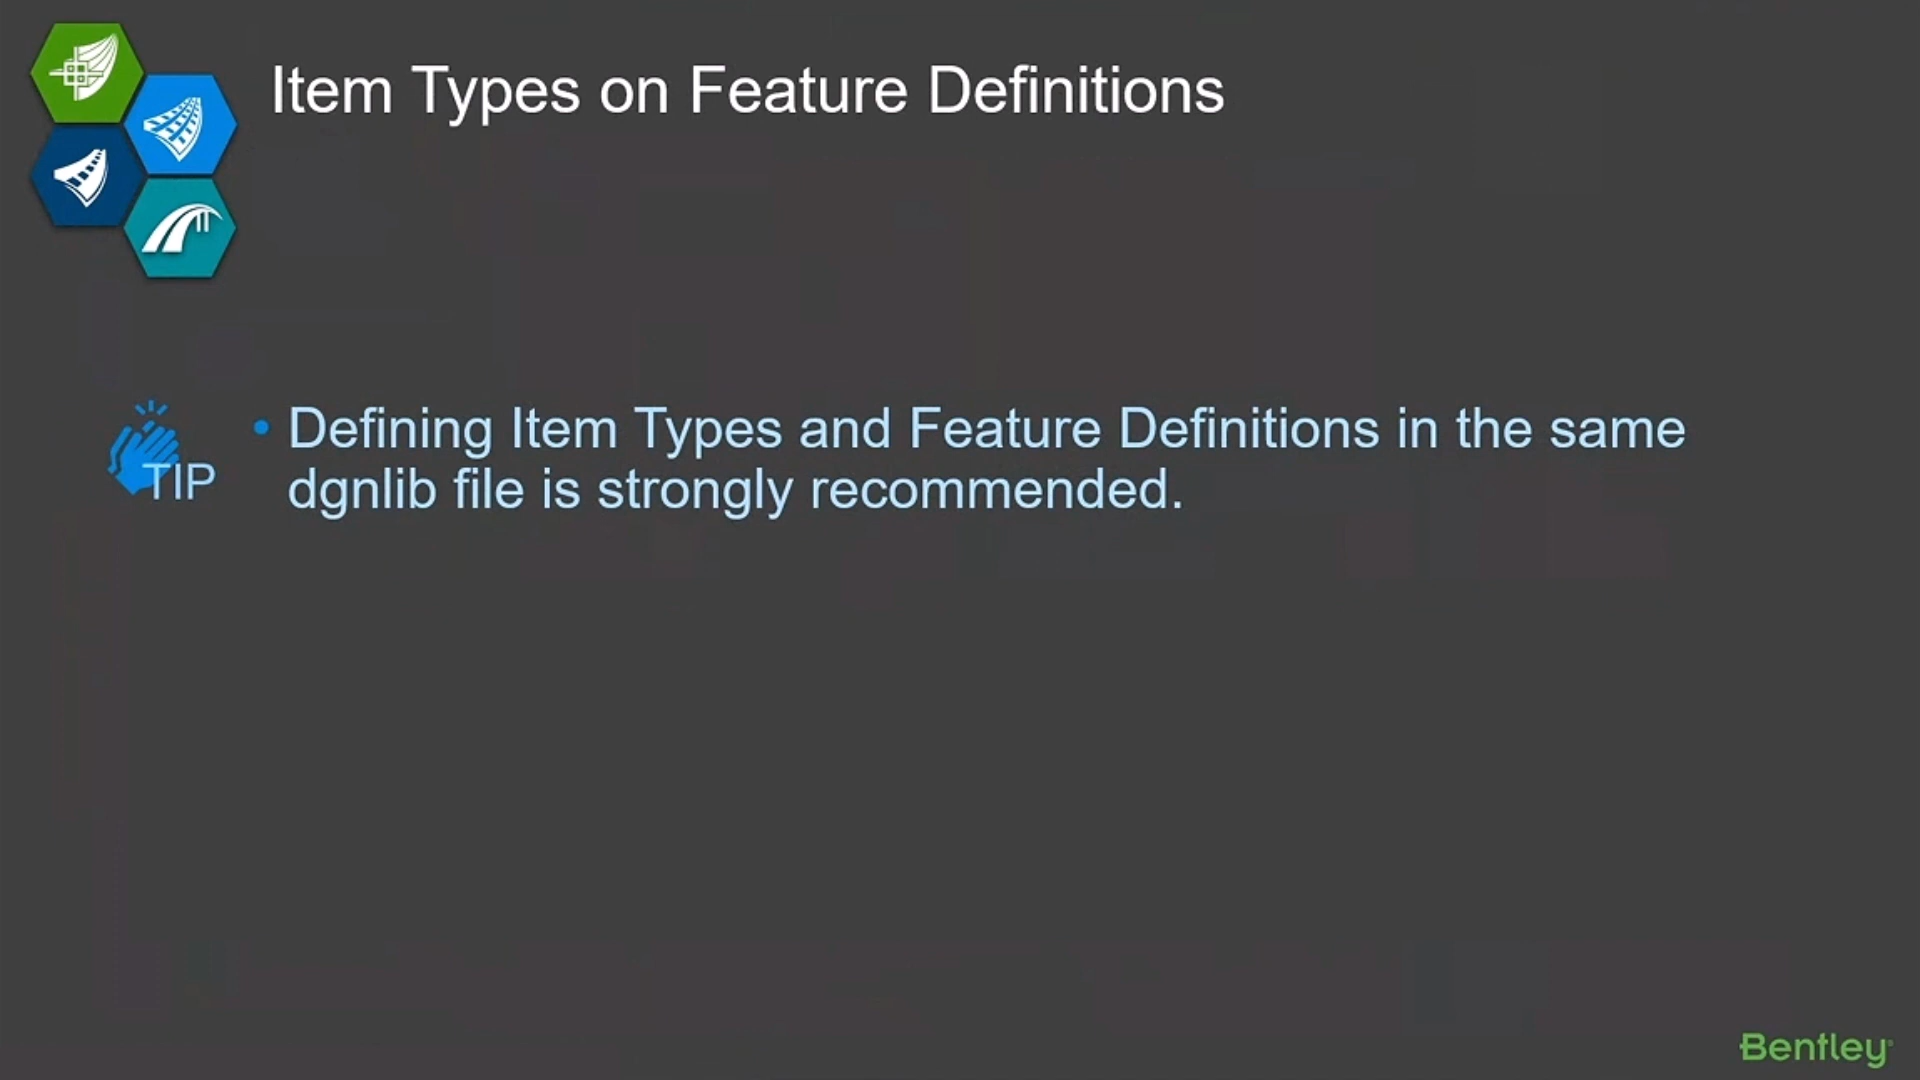 Item Types on Feature Definitions
• Defining Item Types and Feature Definitions in the same
dgnlib file is strongly recommended.
TIP
Bentley